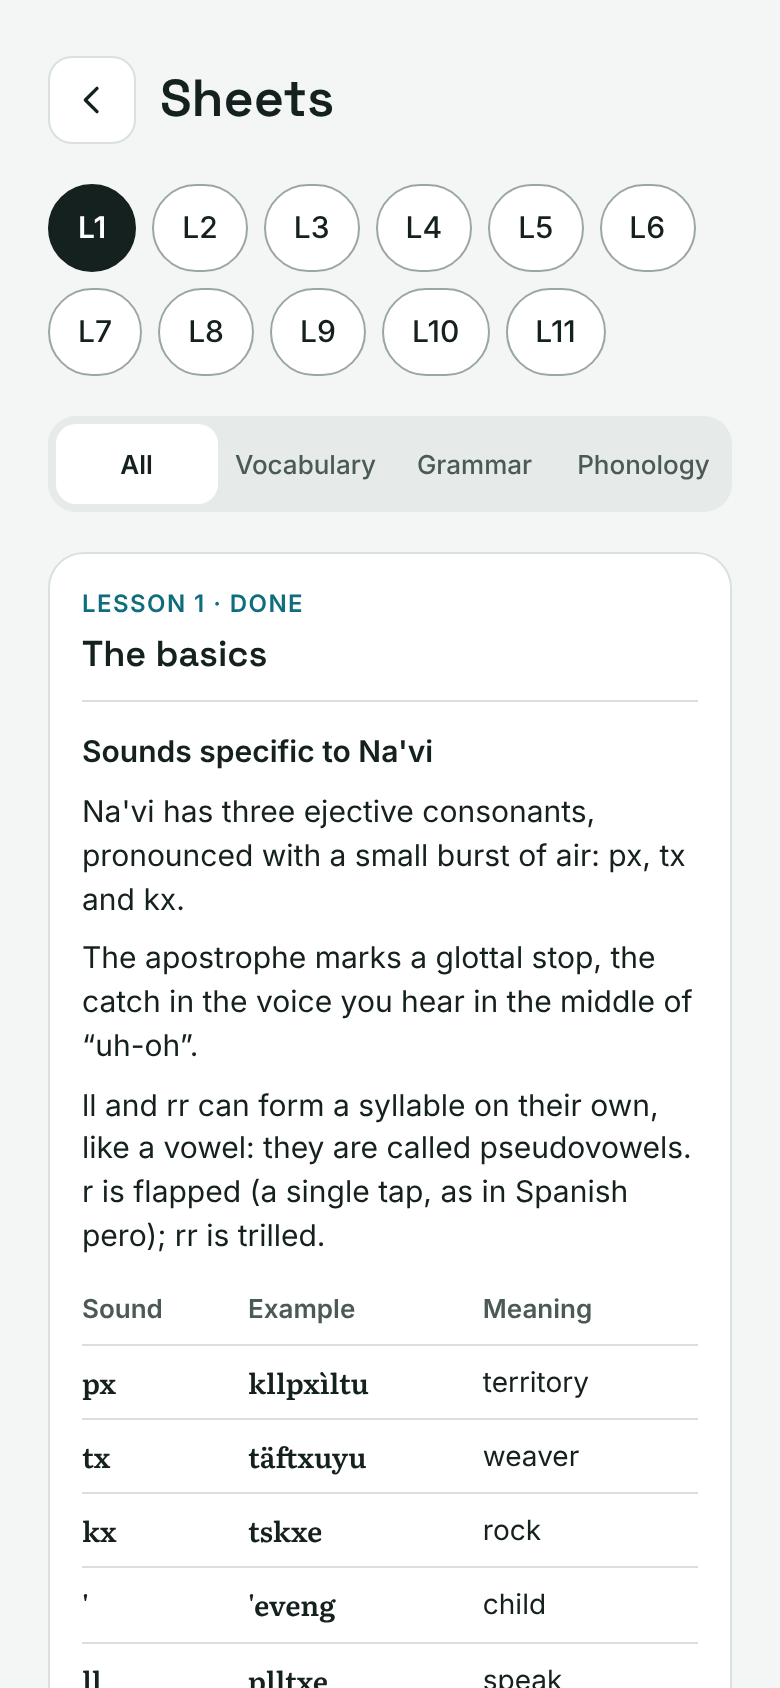 Sheets
L1 L2 L3 L4 L5 L6
L7 L8 L9 L10 L11
All Vocabulary Grammar Phonology
LESSON 1 · DONE
The basics
Sounds specific to Na'vi
Na'vi has three ejective consonants,
pronounced with a small burst of air: px, tx
and kx.
The apostrophe marks a glottal stop, the
catch in the voice you hear in the middle of
“uh-oh”.
ll and rr can form a syllable on their own,
like a vowel: they are called pseudovowels.
r is flapped (a single tap, as in Spanish
pero); rr is trilled.
Sound Example Meaning
px kllpxìltu territory
tx täftxuyu weaver
kx tskxe rock
' 'eveng child
ll plltxe speak